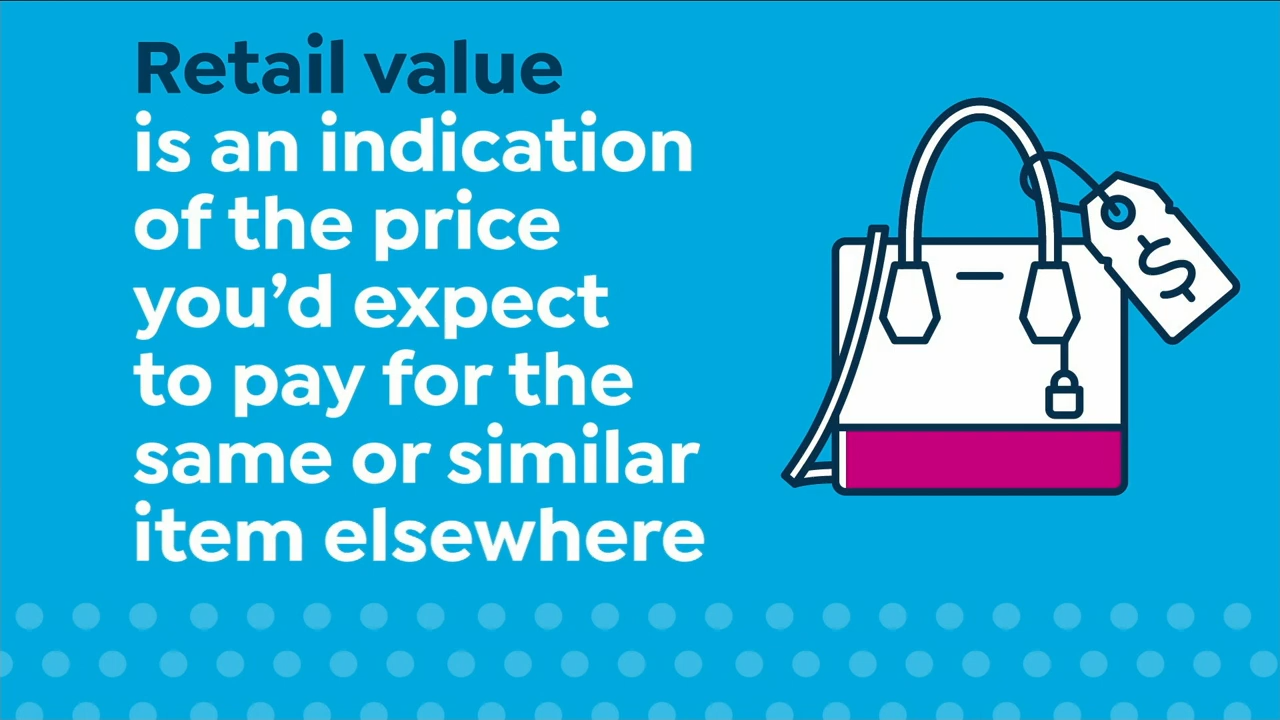 Retail value
is an indication
of the price
you’d expect
to pay for the
same or similar
item elsewhere
$